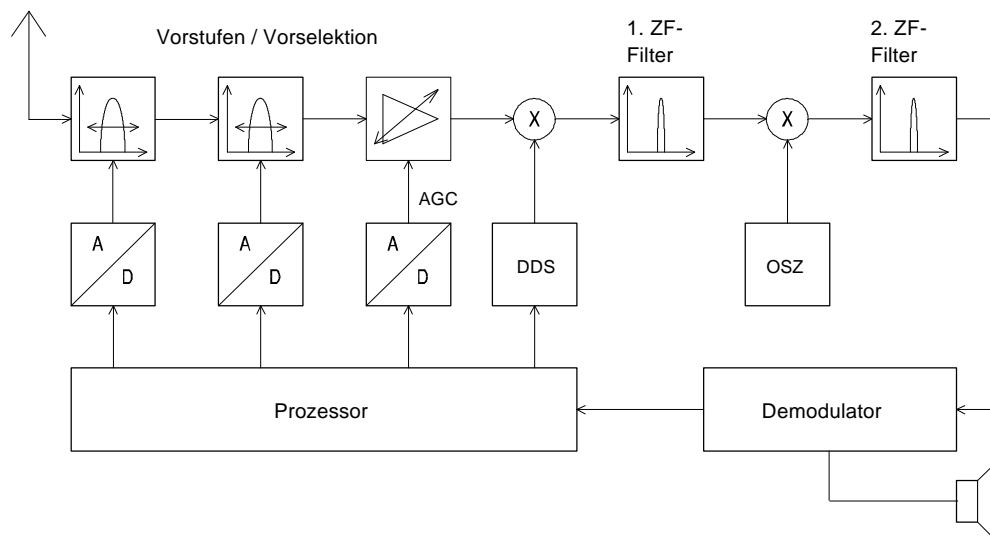 Vorstufen / Vorselektion
1. ZF-
Filter
2. ZF-
Filter
X
X
AGC
A
D
A
D
A
D
DDS
OSZ
Prozessor
Demodulator